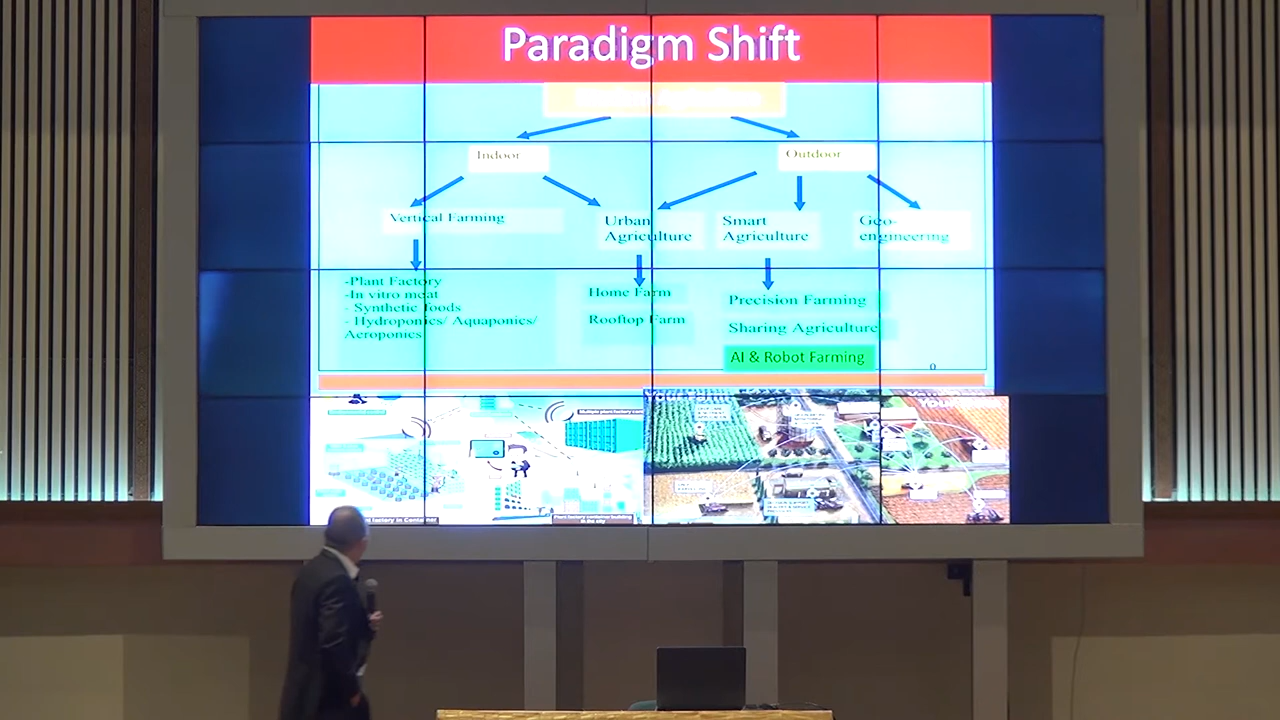 Paradigm Shift
Indoor
Outdoor
Vertical Farming
Urban
Agriculture
Smart
Agriculture
Geo-
engineering
-Plant Factory
-In vitro meat
- Synthetic foods
- Hydroponics/ Aquaponics/
Aeroponics
Home Farm
Rooftop Farm
Precision Farming
Sharing Agriculture
AI & Robot Farming
0